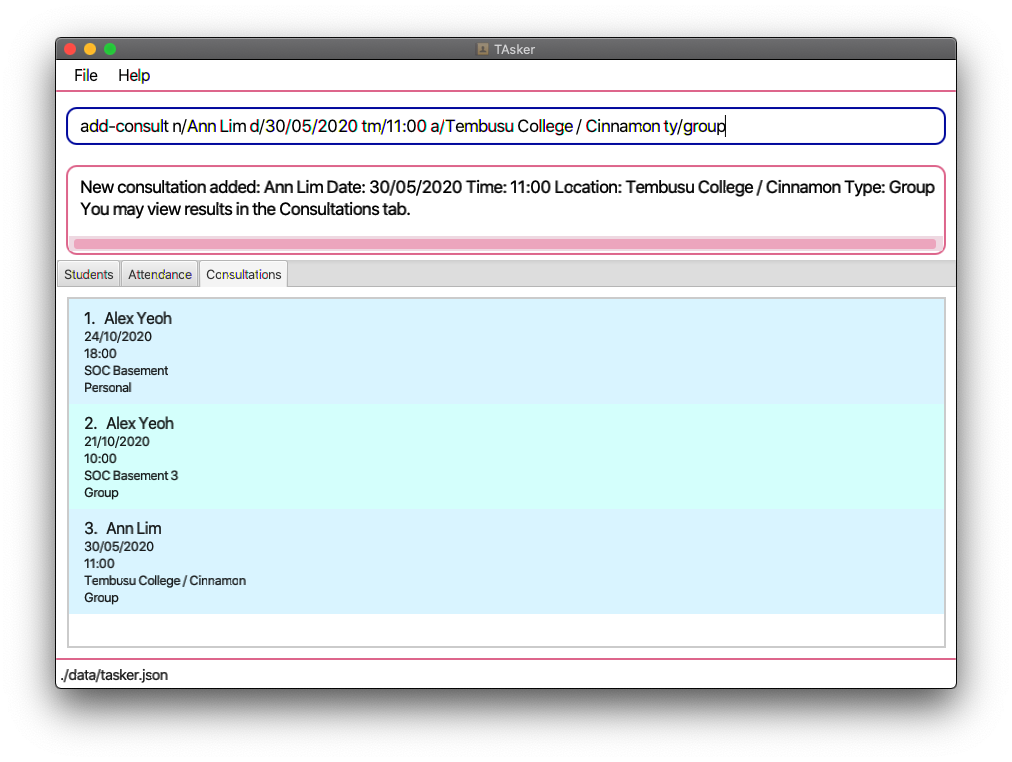 TAsker
File Help
add-consult n/Ann Lim d/30/05/2020 tm/11:00 a/Tembusu College / Cinnamon ty/group
New consultation added: Ann Lim Date: 30/05/2020 Time: 11:00 Location: Tembusu College / Cinnamon Type: Group
You may view results in the Consultations tab.
Students Attendance Consultations
1. Alex Yeoh
24/10/2020
18:00
SOC Basement
Personal
2. Alex Yeoh
21/10/2020
10:00
SOC Basement 3
Group
3. Ann Lim
30/05/2020
11:00
Tembusu College / Cinnamon
Group
./data/tasker.json